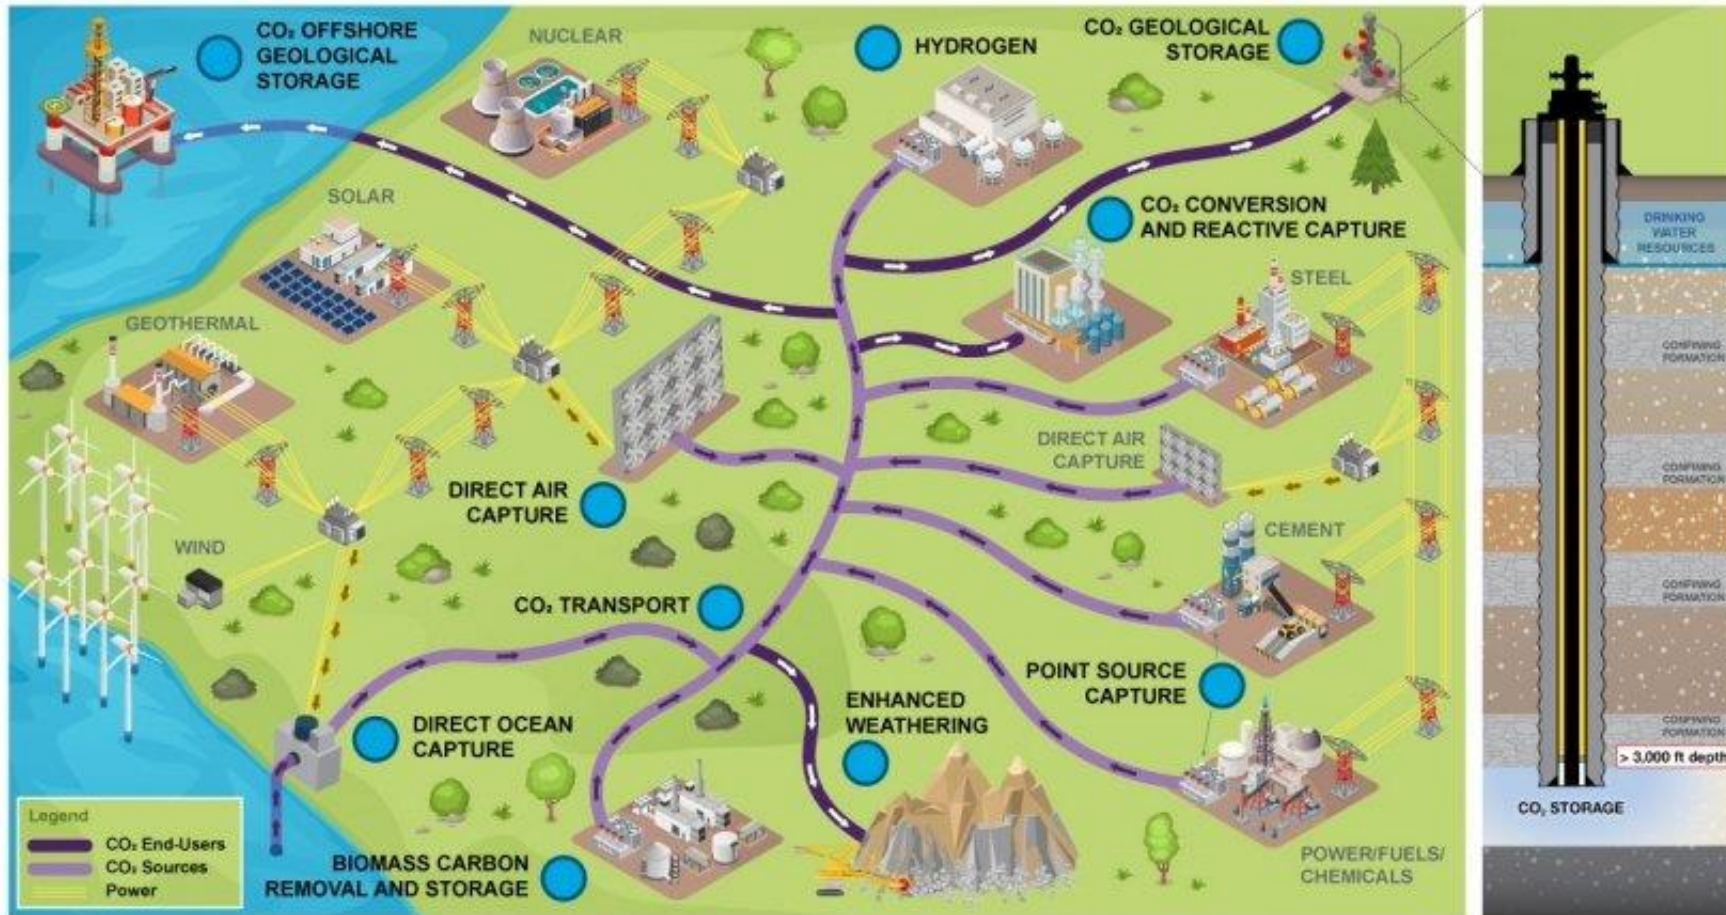 CO₂ OFFSHORE
GEOLOGICAL
STORAGE
NUCLEAR
HYDROGEN
CO₂ GEOLOGICAL
STORAGE
SOLAR
CO₂ CONVERSION
AND REACTIVE CAPTURE
STEEL
GEOTHERMAL
DIRECT AIR
CAPTURE
DIRECT AIR
CAPTURE
CEMENT
WIND
CO₂ TRANSPORT
POINT SOURCE
CAPTURE
ENHANCED
WEATHERING
DIRECT OCEAN
CAPTURE
BIOMASS CARBON
REMOVAL AND STORAGE
POWER/FUELS/
CHEMICALS
Legend
CO₂ End-Users
CO₂ Sources
Power
DRINKING
WATER
RESOURCES
CONFINING
FORMATION
CONFINING
FORMATION
CONFINING
FORMATION
CONFINING
FORMATION
> 3,000 ft depth
CO₂ STORAGE